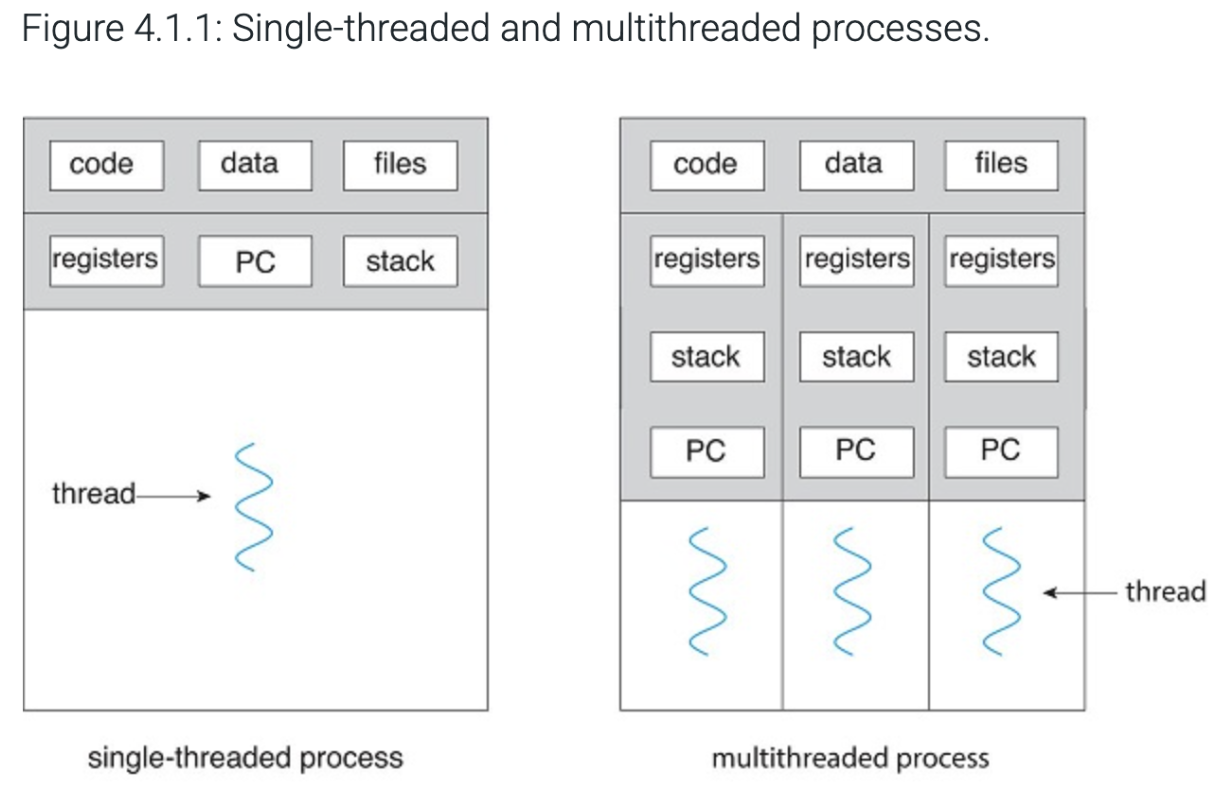 Figure 4.1.1: Single-threaded and multithreaded processes.
code data files
registers PC stack
thread
single-threaded process
code data files
registers registers registers
stack stack stack
PC PC PC
thread
multithreaded process